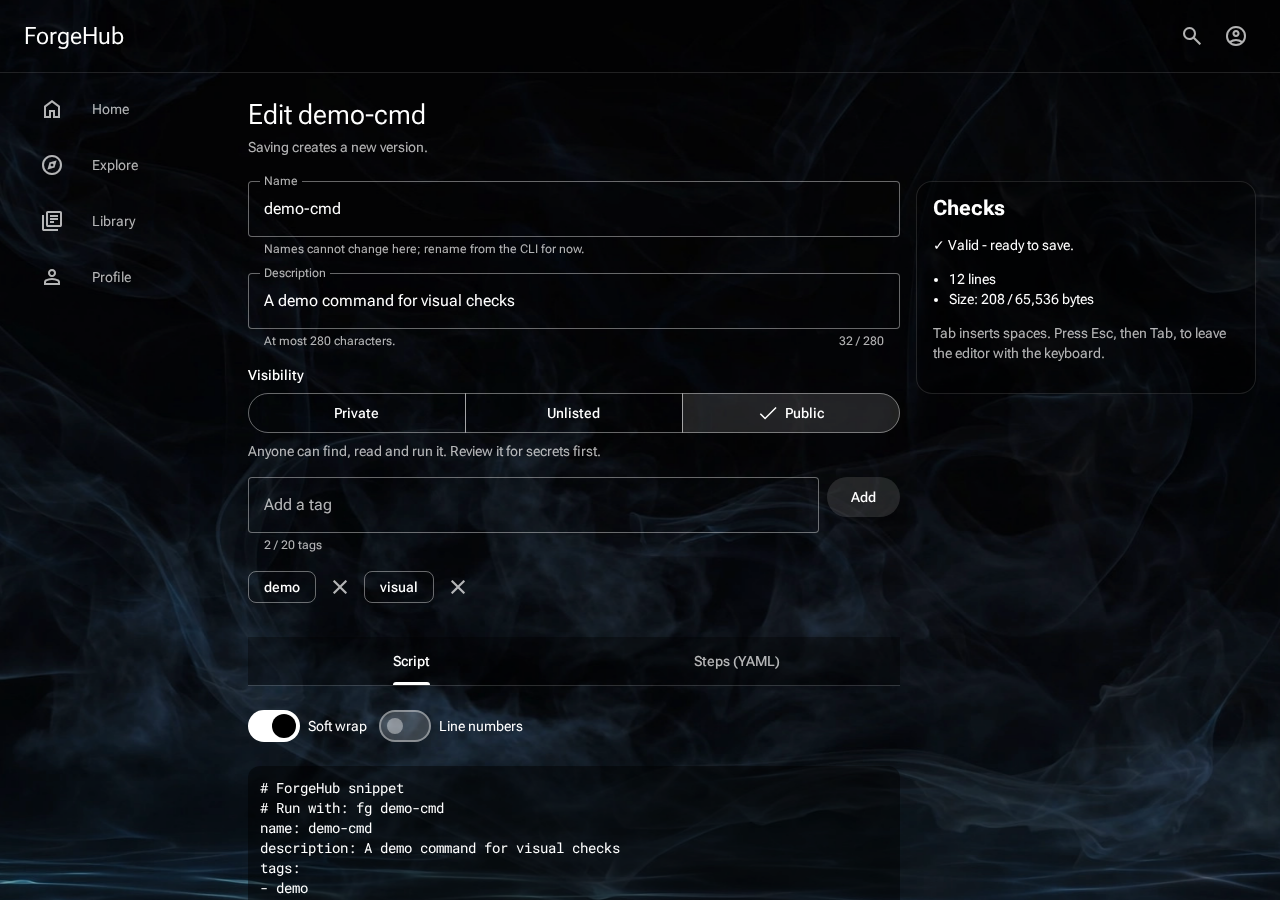 ForgeHub
Home
Explore
Library
Profile
Edit demo-cmd
Saving creates a new version.
Name
demo-cmd
Names cannot change here; rename from the CLI for now.
Description
A demo command for visual checks
At most 280 characters.
32 / 280
Visibility
Private
Unlisted
Public
Anyone can find, read and run it. Review it for secrets first.
Add a tag
Add
2 / 20 tags
demo
visual
Script
Steps (YAML)
Soft wrap
Line numbers
# ForgeHub snippet
# Run with: fg demo-cmd
name: demo-cmd
description: A demo command for visual checks
tags:
- demo
Checks
✓ Valid - ready to save.
• 12 lines
• Size: 208 / 65,536 bytes
Tab inserts spaces. Press Esc, then Tab, to leave
the editor with the keyboard.